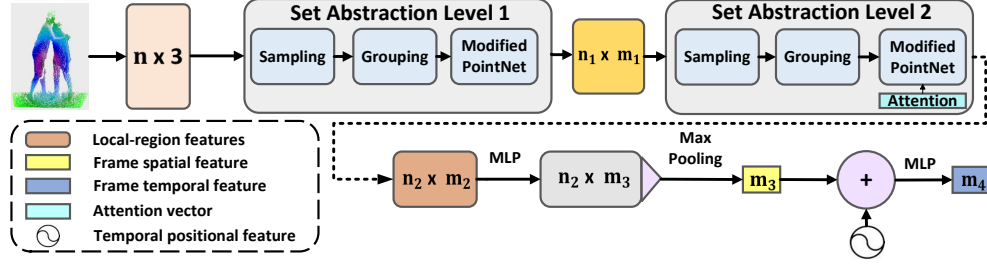 Set Abstraction Level 1
Set Abstraction Level 2
n x 3
Sampling
Grouping
Modified
PointNet
n₁ x m₁
Sampling
Grouping
Modified
PointNet
Attention
Local-region features
Frame spatial feature
Frame temporal feature
Attention vector
Temporal positional feature
n₂ x m₂
MLP
n₂ x m₃
Max
Pooling
m₃
+
MLP
m₄